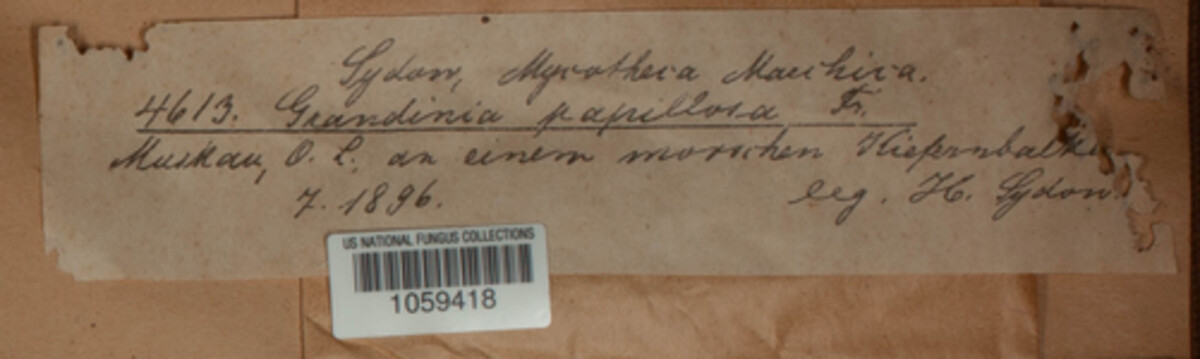 Sydow, Mycotheca Marchica.
4613. Grandinia papillosa Fr.
Muskau, O. L. an einem morschen
7. 1896. leg. H. Sydow.
US NATIONAL FUNGUS COLLECTIONS
1059418